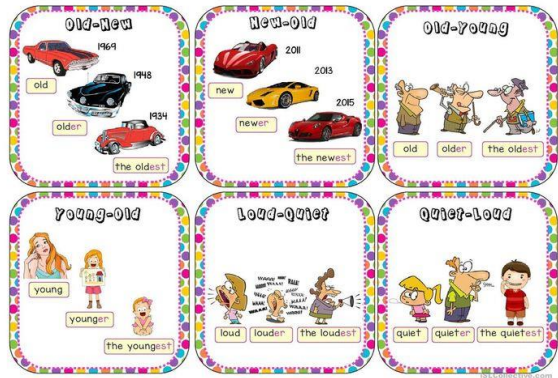 Old-New
1969
old
1948
older
1934
the oldest
New-Old
2011
new
2013
newer
2015
the newest
Old-Young
old
older
the oldest
Young-Old
young
younger
the youngest
Loud-Quiet
loud
louder
the loudest
Quiet-Loud
quiet
quieter
the quietest
iSLCollective.com